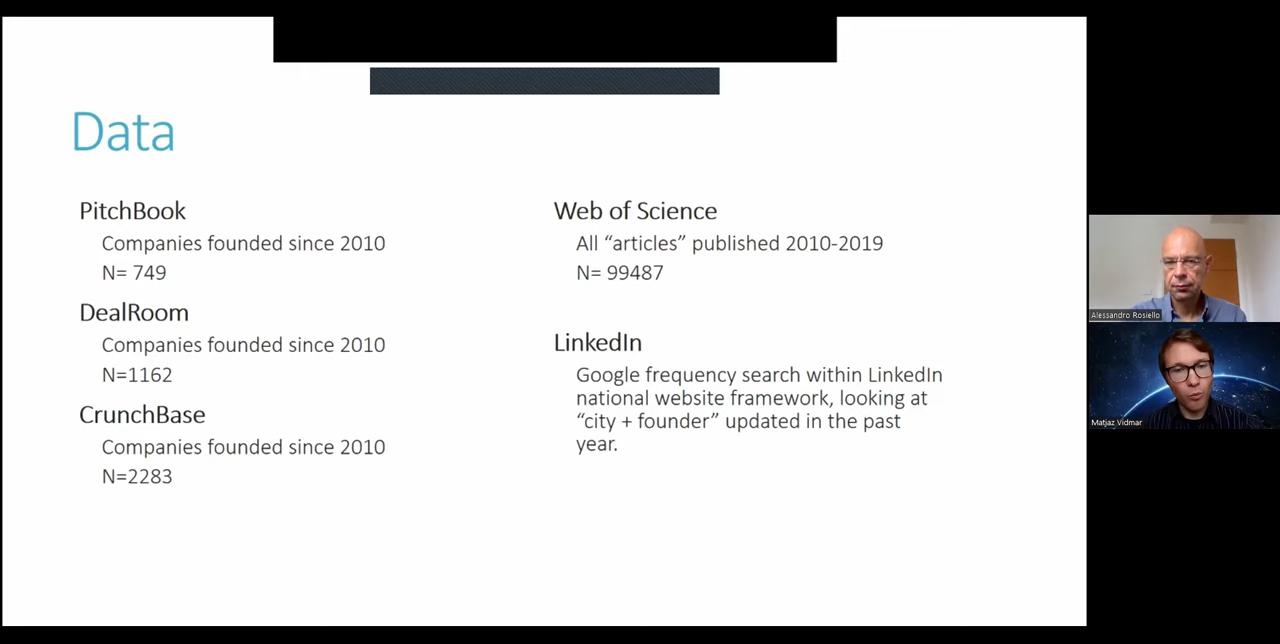 Data
PitchBook
Companies founded since 2010
N= 749
DealRoom
Companies founded since 2010
N=1162
CrunchBase
Companies founded since 2010
N=2283
Web of Science
All “articles” published 2010-2019
N= 99487
LinkedIn
Google frequency search within LinkedIn
national website framework, looking at
“city + founder” updated in the past
year.
Alessandro Rosiello
Matjaz Vidmar